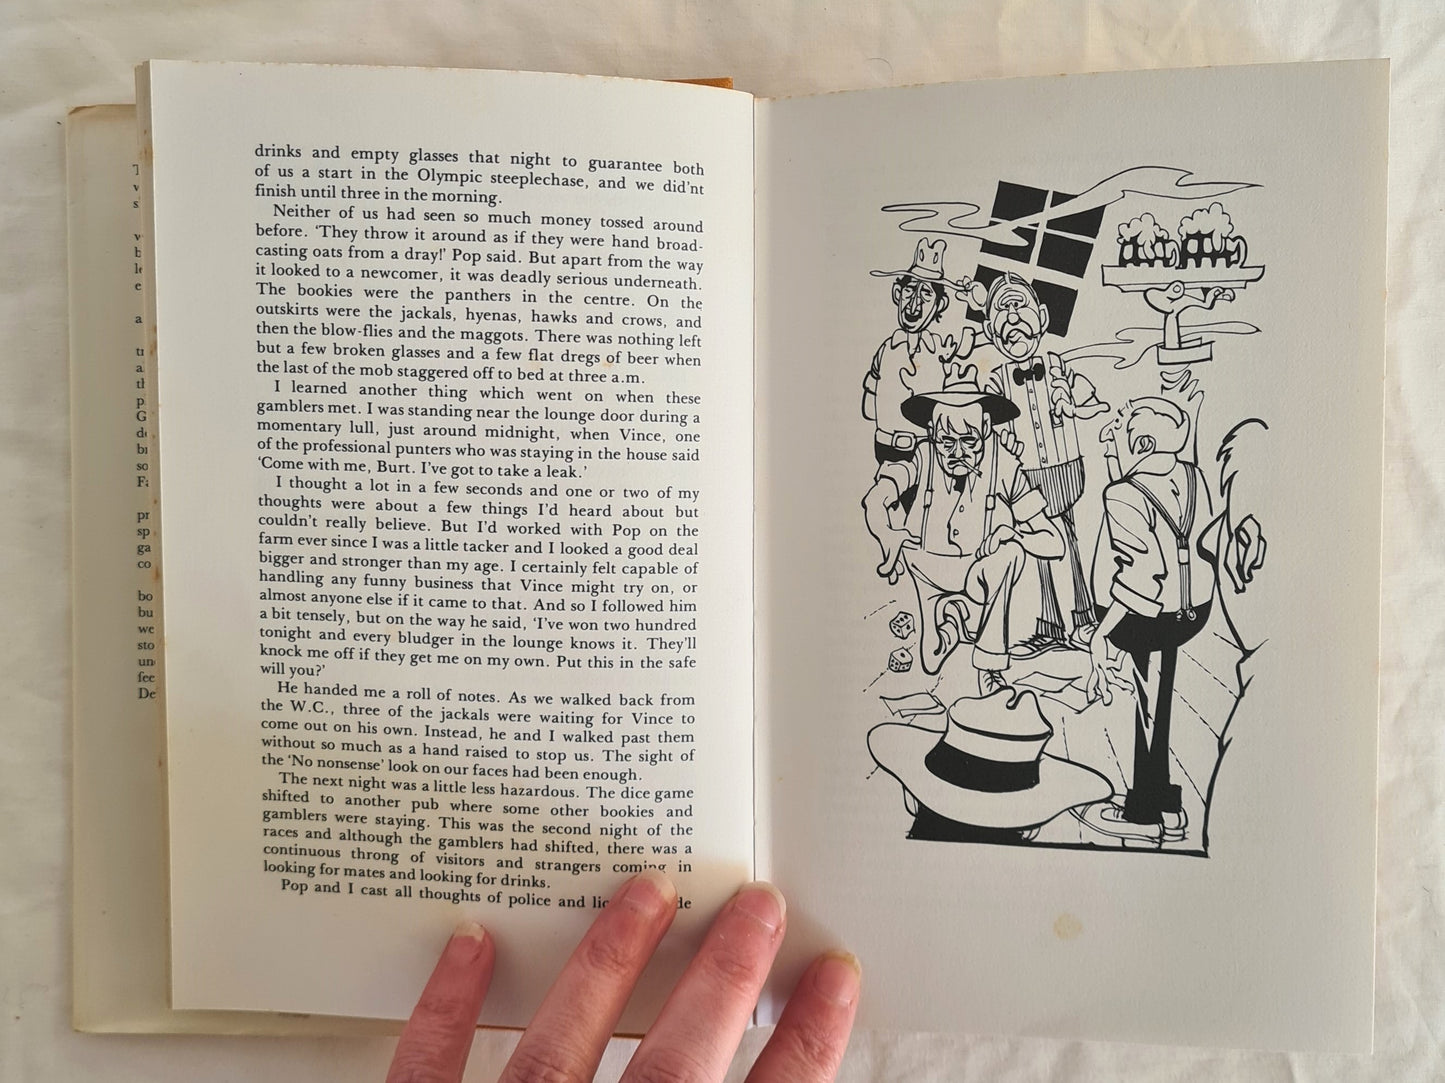 drinks and empty glasses that night to guarantee both
of us a start in the Olympic steeplechase, and we did'nt
finish until three in the morning.
Neither of us had seen so much money tossed around
before. 'They throw it around as if they were hand broad-
casting oats from a dray!' Pop said. But apart from the way
it looked to a newcomer, it was deadly serious underneath.
The bookies were the panthers in the centre. On the
outskirts were the jackals, hyenas, hawks and crows, and
then the blow-flies and the maggots. There was nothing left
but a few broken glasses and a few flat dregs of beer when
the last of the mob staggered off to bed at three a.m.
I learned another thing which went on when these
gamblers met. I was standing near the lounge door during a
momentary lull, just around midnight, when Vince, one
of the professional punters who was staying in the house said
'Come with me, Burt. I've got to take a leak.'
I thought a lot in a few seconds and one or two of my
thoughts were about a few things I'd heard about but
couldn't really believe. But I'd worked with Pop on the
farm ever since I was a little tacker and I looked a good deal
bigger and stronger than my age. I certainly felt capable of
handling any funny business that Vince might try on, or
almost anyone else if it came to that. And so I followed him
a bit tensely, but on the way he said, 'I've won two hundred
tonight and every bludger in the lounge knows it. They'll
knock me off if they get me on my own. Put this in the safe
will you?'
He handed me a roll of notes. As we walked back from
the W.C., three of the jackals were waiting for Vince to
come out on his own. Instead, he and I walked past them
without so much as a hand raised to stop us. The sight of
the 'No nonsense' look on our faces had been enough.
The next night was a little less hazardous. The dice game
shifted to another pub where some other bookies and
gamblers were staying. This was the second night of the
races and although the gamblers had shifted, there was a
continuous throng of visitors and strangers coming in
looking for mates and looking for drinks.
Pop and I cast all thoughts of police and